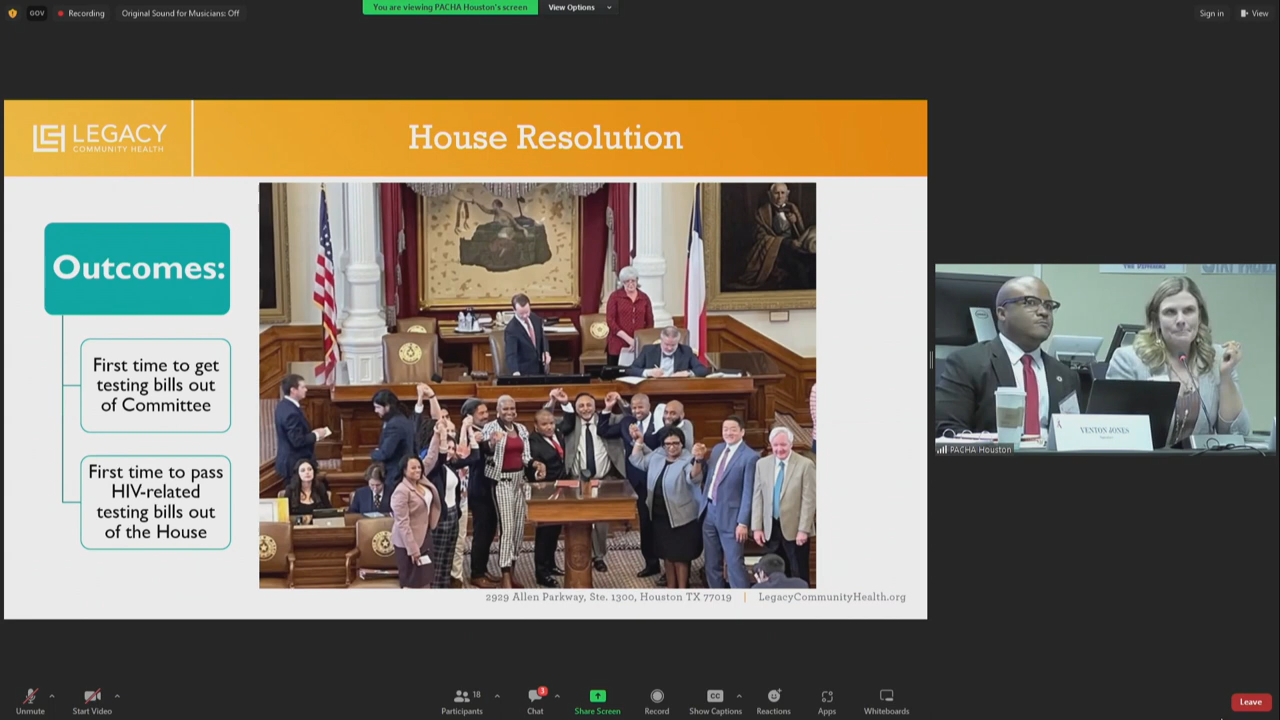 GOV
Recording
Original Sound for Musicians: Off
You are viewing PACHA Houston's screen
View Options
Sign in
View
LEGACY
COMMUNITY HEALTH
House Resolution
Outcomes:
First time to get
testing bills out
of Committee
First time to pass
HIV-related
testing bills out
of the House
2929 Allen Parkway, Ste. 1300, Houston TX 77019 | LegacyCommunityHealth.org
VENTON JONES
PACHA Houston
Unmute
Start Video
Participants
18
Chat
3
Share Screen
Record
CC
Show Captions
Reactions
Apps
Whiteboards
Leave